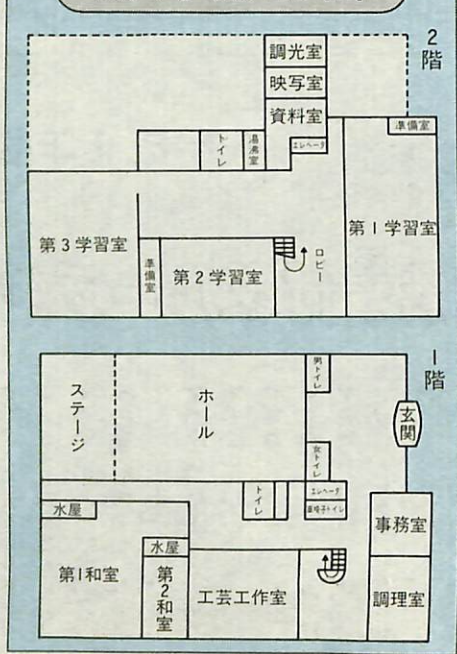 2階
調光室
映写室
資料室
エレベータ
準備室
トイレ
湯沸室
第1学習室
第3学習室
準備室
第2学習室
ロビー
1階
ステージ
ホール
男トイレ
玄関
女トイレ
トイレ
エレベータ
車椅子トイレ
水屋
事務室
水屋
第1和室
第2和室
工芸工作室
調理室